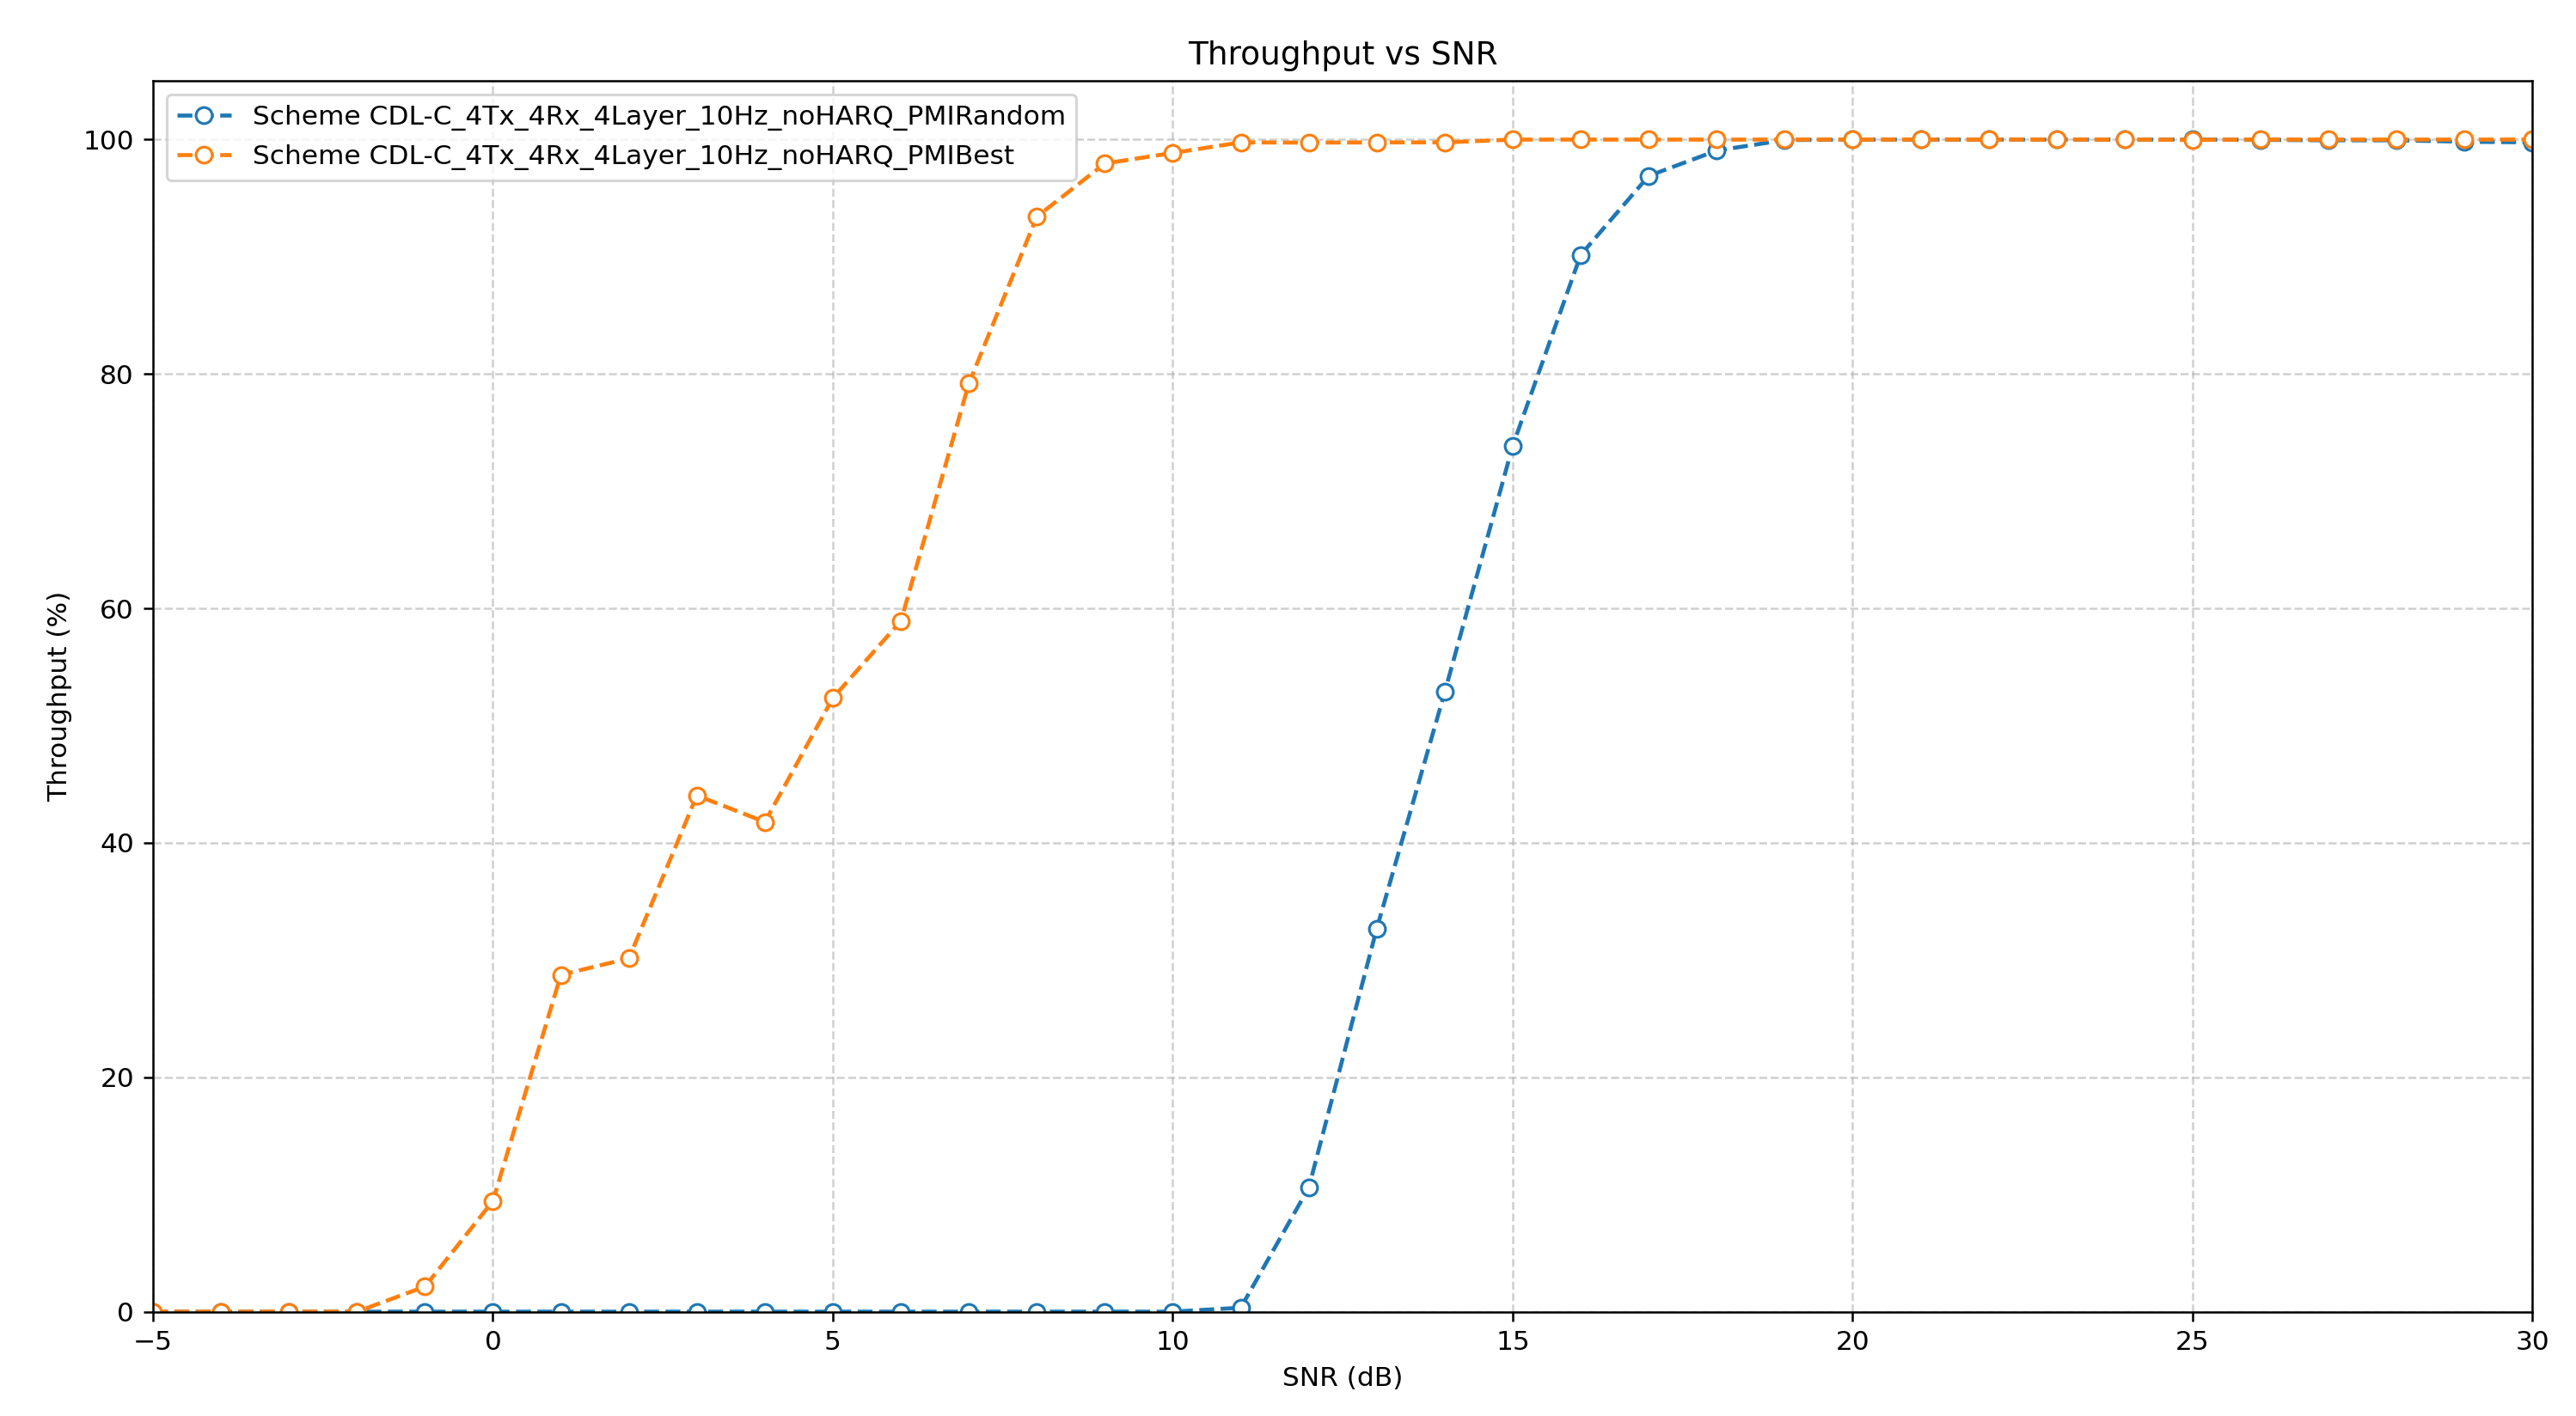 Throughput vs SNR
Scheme CDL-C_4Tx_4Rx_4Layer_10Hz_noHARQ_PMIRandom
Scheme CDL-C_4Tx_4Rx_4Layer_10Hz_noHARQ_PMIBest
100
80
60
40
20
0
Throughput (%)
−5 0 5 10 15 20 25 30
SNR (dB)